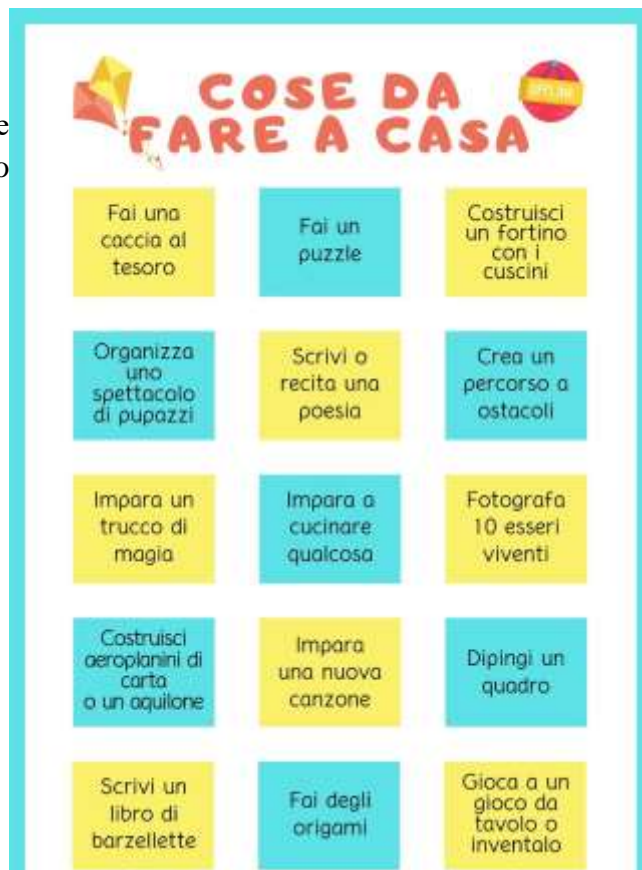 COSE DA
FARE A CASA
e
o
Fai una
caccia al
tesoro
Fai un
puzzle
Costruisci
un fortino
con i
cuscini
Organizza
uno
spettacolo
di pupazzi
Scrivi o
recita una
poesia
Crea un
percorso a
ostacoli
Impara un
trucco di
magia
Impara a
cucinare
qualcosa
Fotografa
10 esseri
viventi
Costruisci
aeroplanini di
carta
o un aquilone
Impara
una nuova
canzone
Dipingi un
quadro
Scrivi un
libro di
barzellette
Fai degli
origami
Gioca a un
gioco da
tavolo o
inventalo